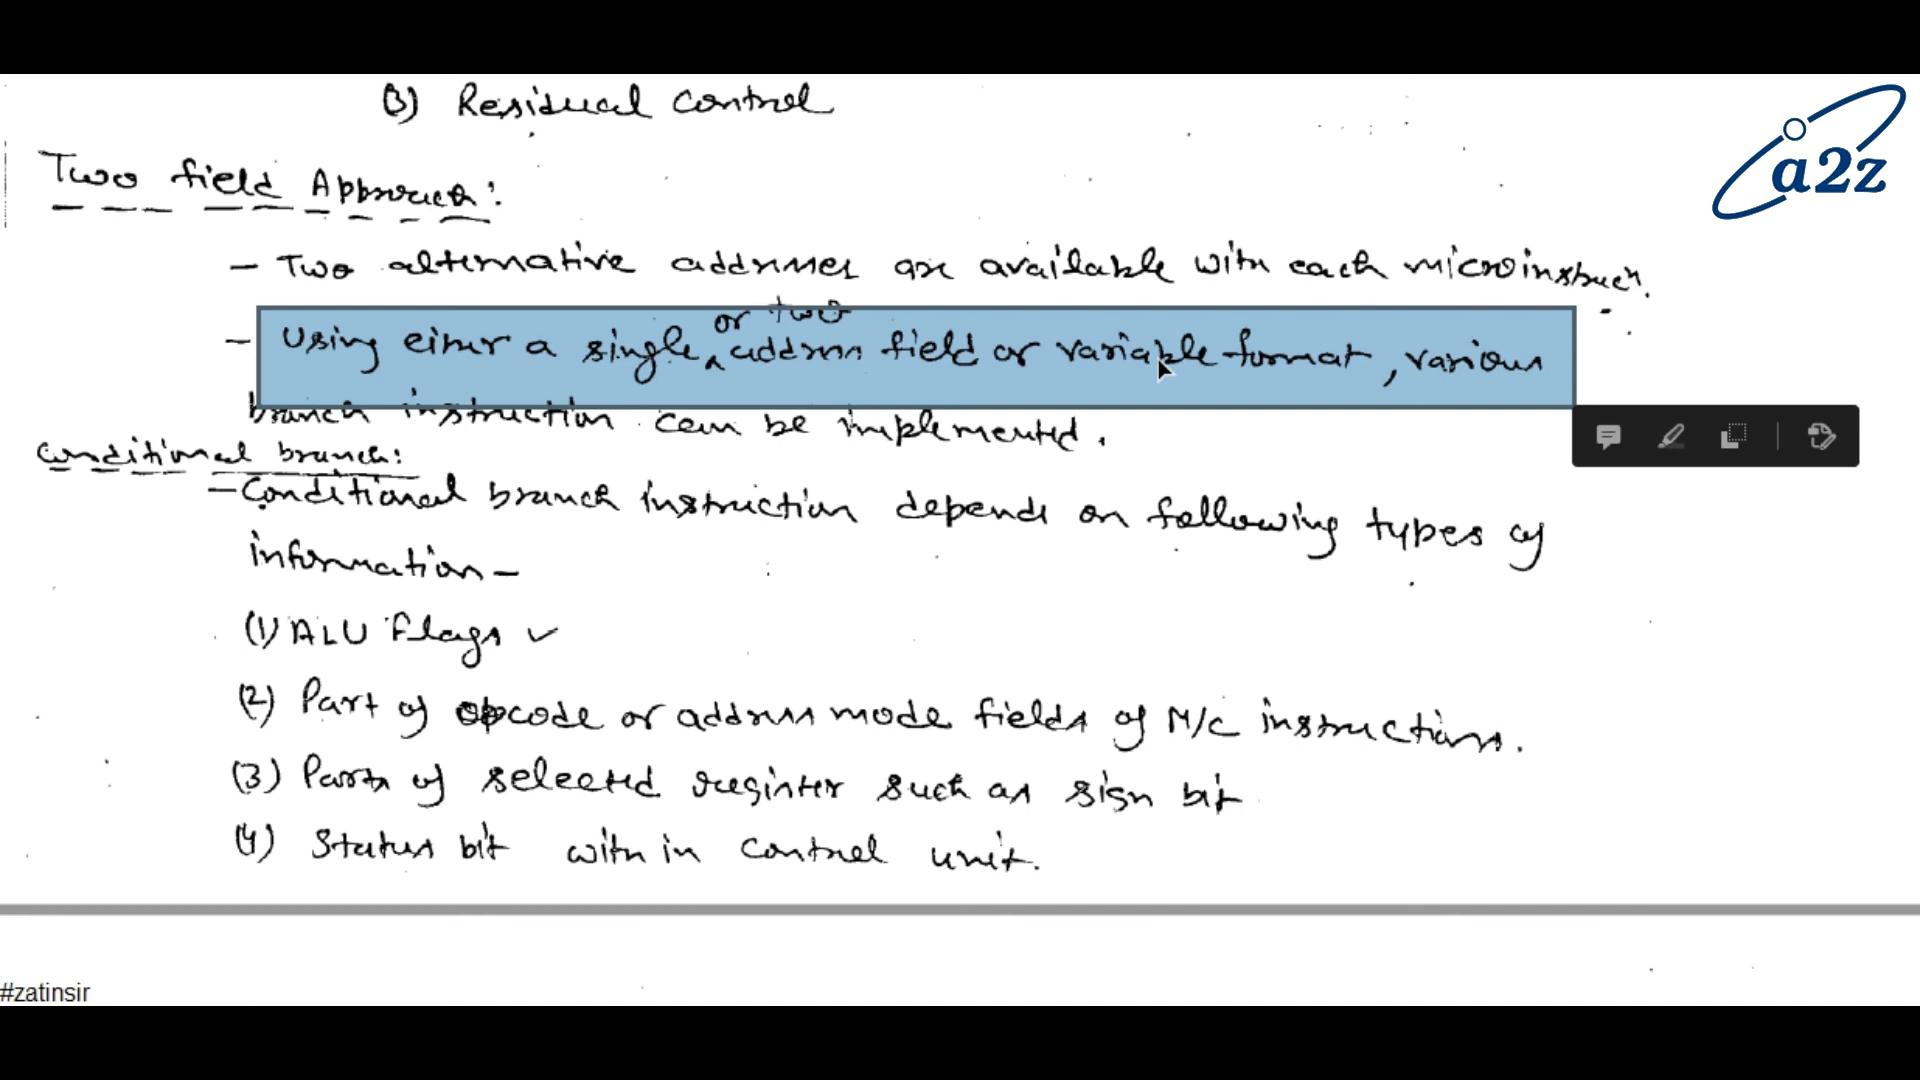 (3) Residual control
a2z
Two field Approach:
- Two alternative addresses are available with each microinstrucn.
- Using either a single or two address field or variable format, various
branch instruction can be implemented.
Conditional branch:
- Conditional branch instruction depends on following types of
information -
(1) ALU flags ✓
(2) Part of opcode or address mode fields of M/C instructions.
(3) Parts of selected register such as sign bit
(4) Status bit with in control unit.
#zatinsir